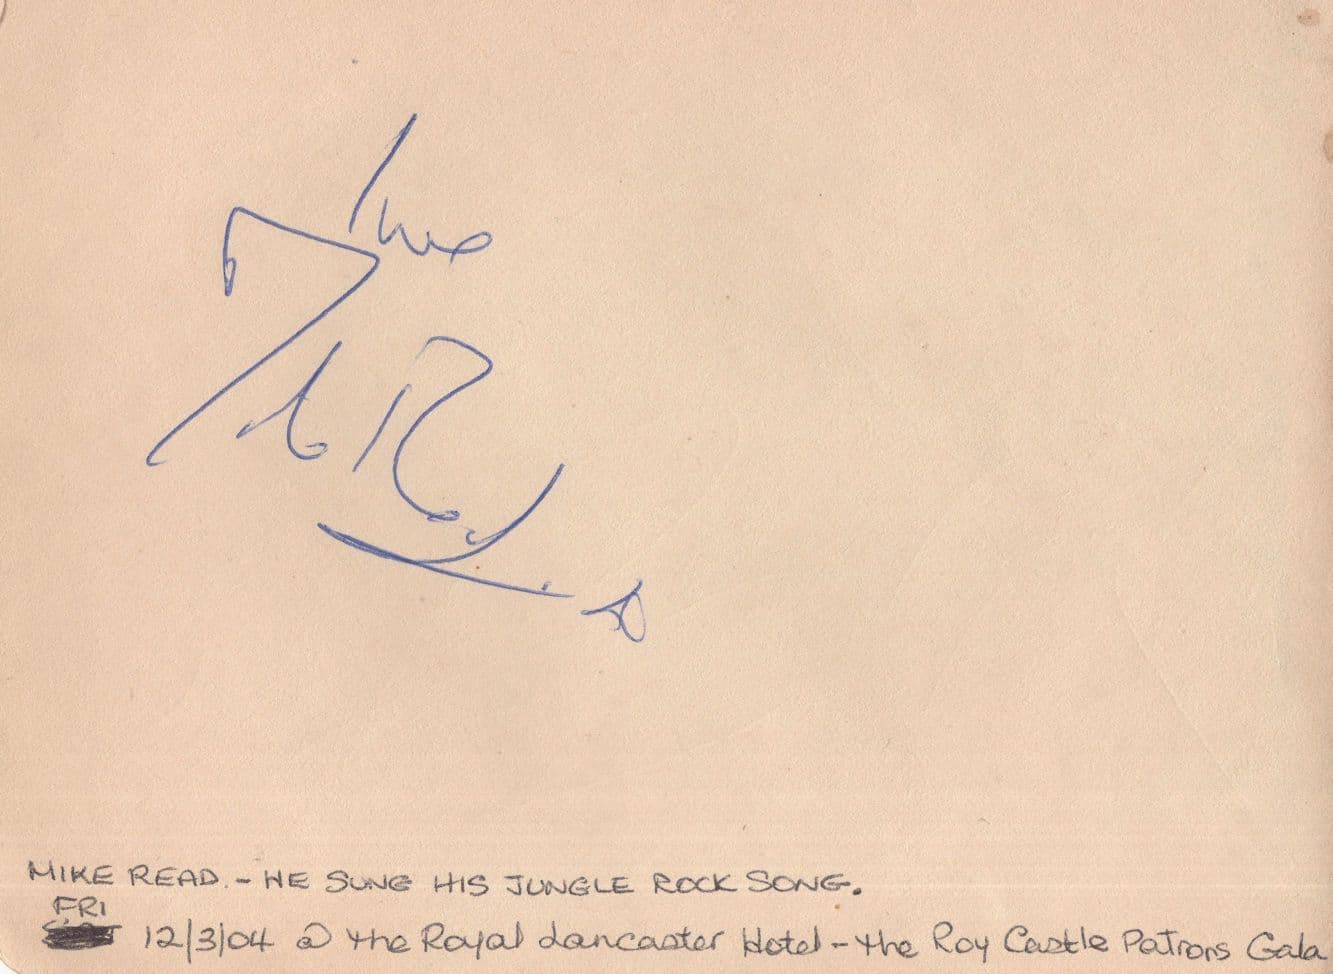 MIKE READ. - HE SUNG HIS JUNGLE ROCK SONG.
FRI
12/3/04 @ the Royal Lancaster Hotel - the Roy Castle Patrons Gala